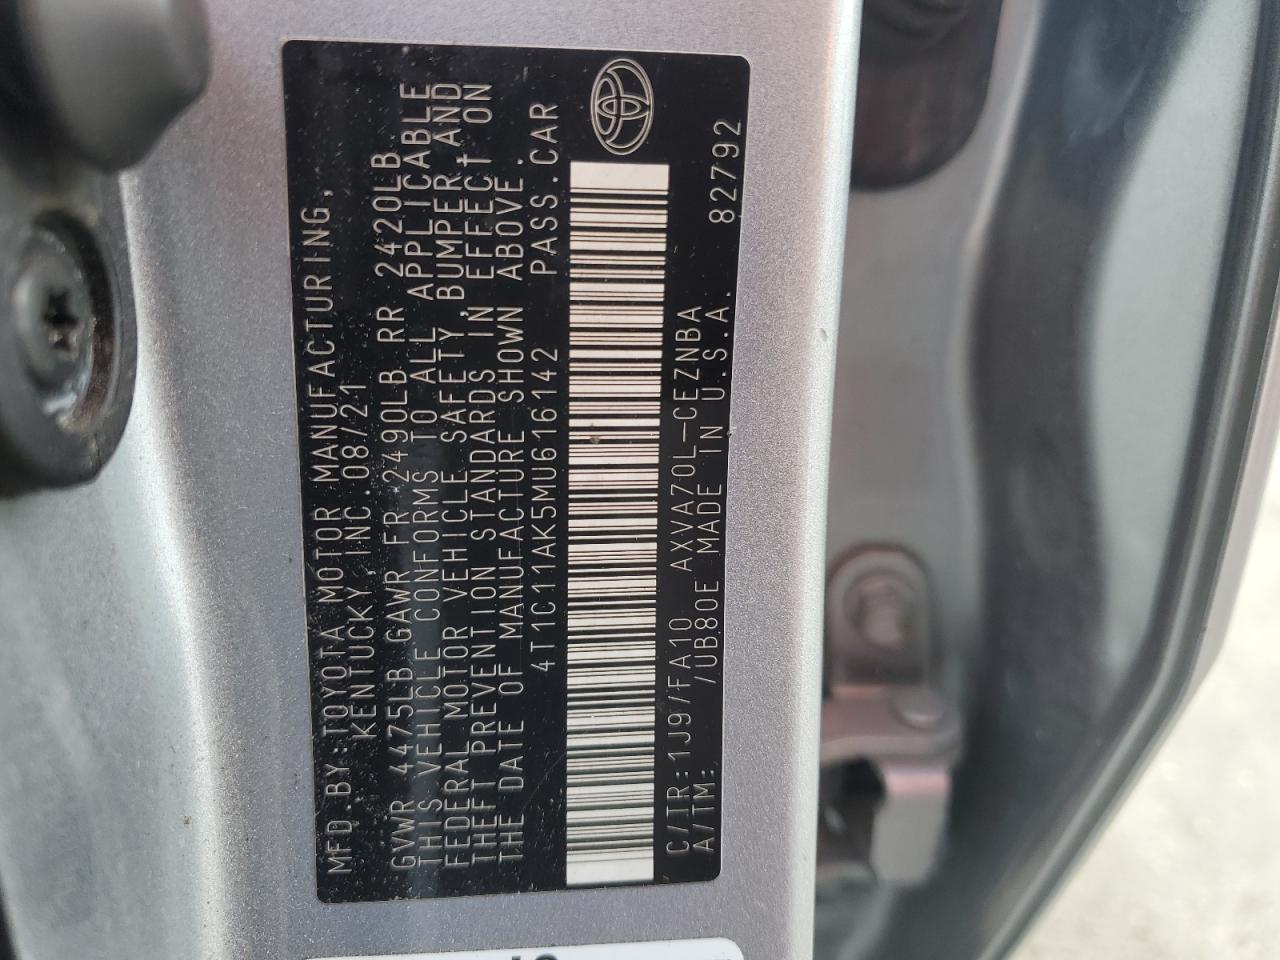 MFD.BY:TOYOTA MOTOR MANUFACTURING,
KENTUCKY,INC.08/21
GVWR 4475LB GAWR FR 2490LB RR 2420LB
THIS VEHICLE CONFORMS TO ALL APPLICABLE
FEDERAL MOTOR VEHICLE SAFETY,BUMPER,AND
THEFT PREVENTION STANDARDS IN EFFECT ON
THE DATE OF MANUFACTURE SHOWN ABOVE.
4T1C11AK5MU616142 PASS.CAR
C/TR:1J9/FA10 AXVA70L-CEZNBA
A/TM: /UB80E MADE IN U.S.A. 82792